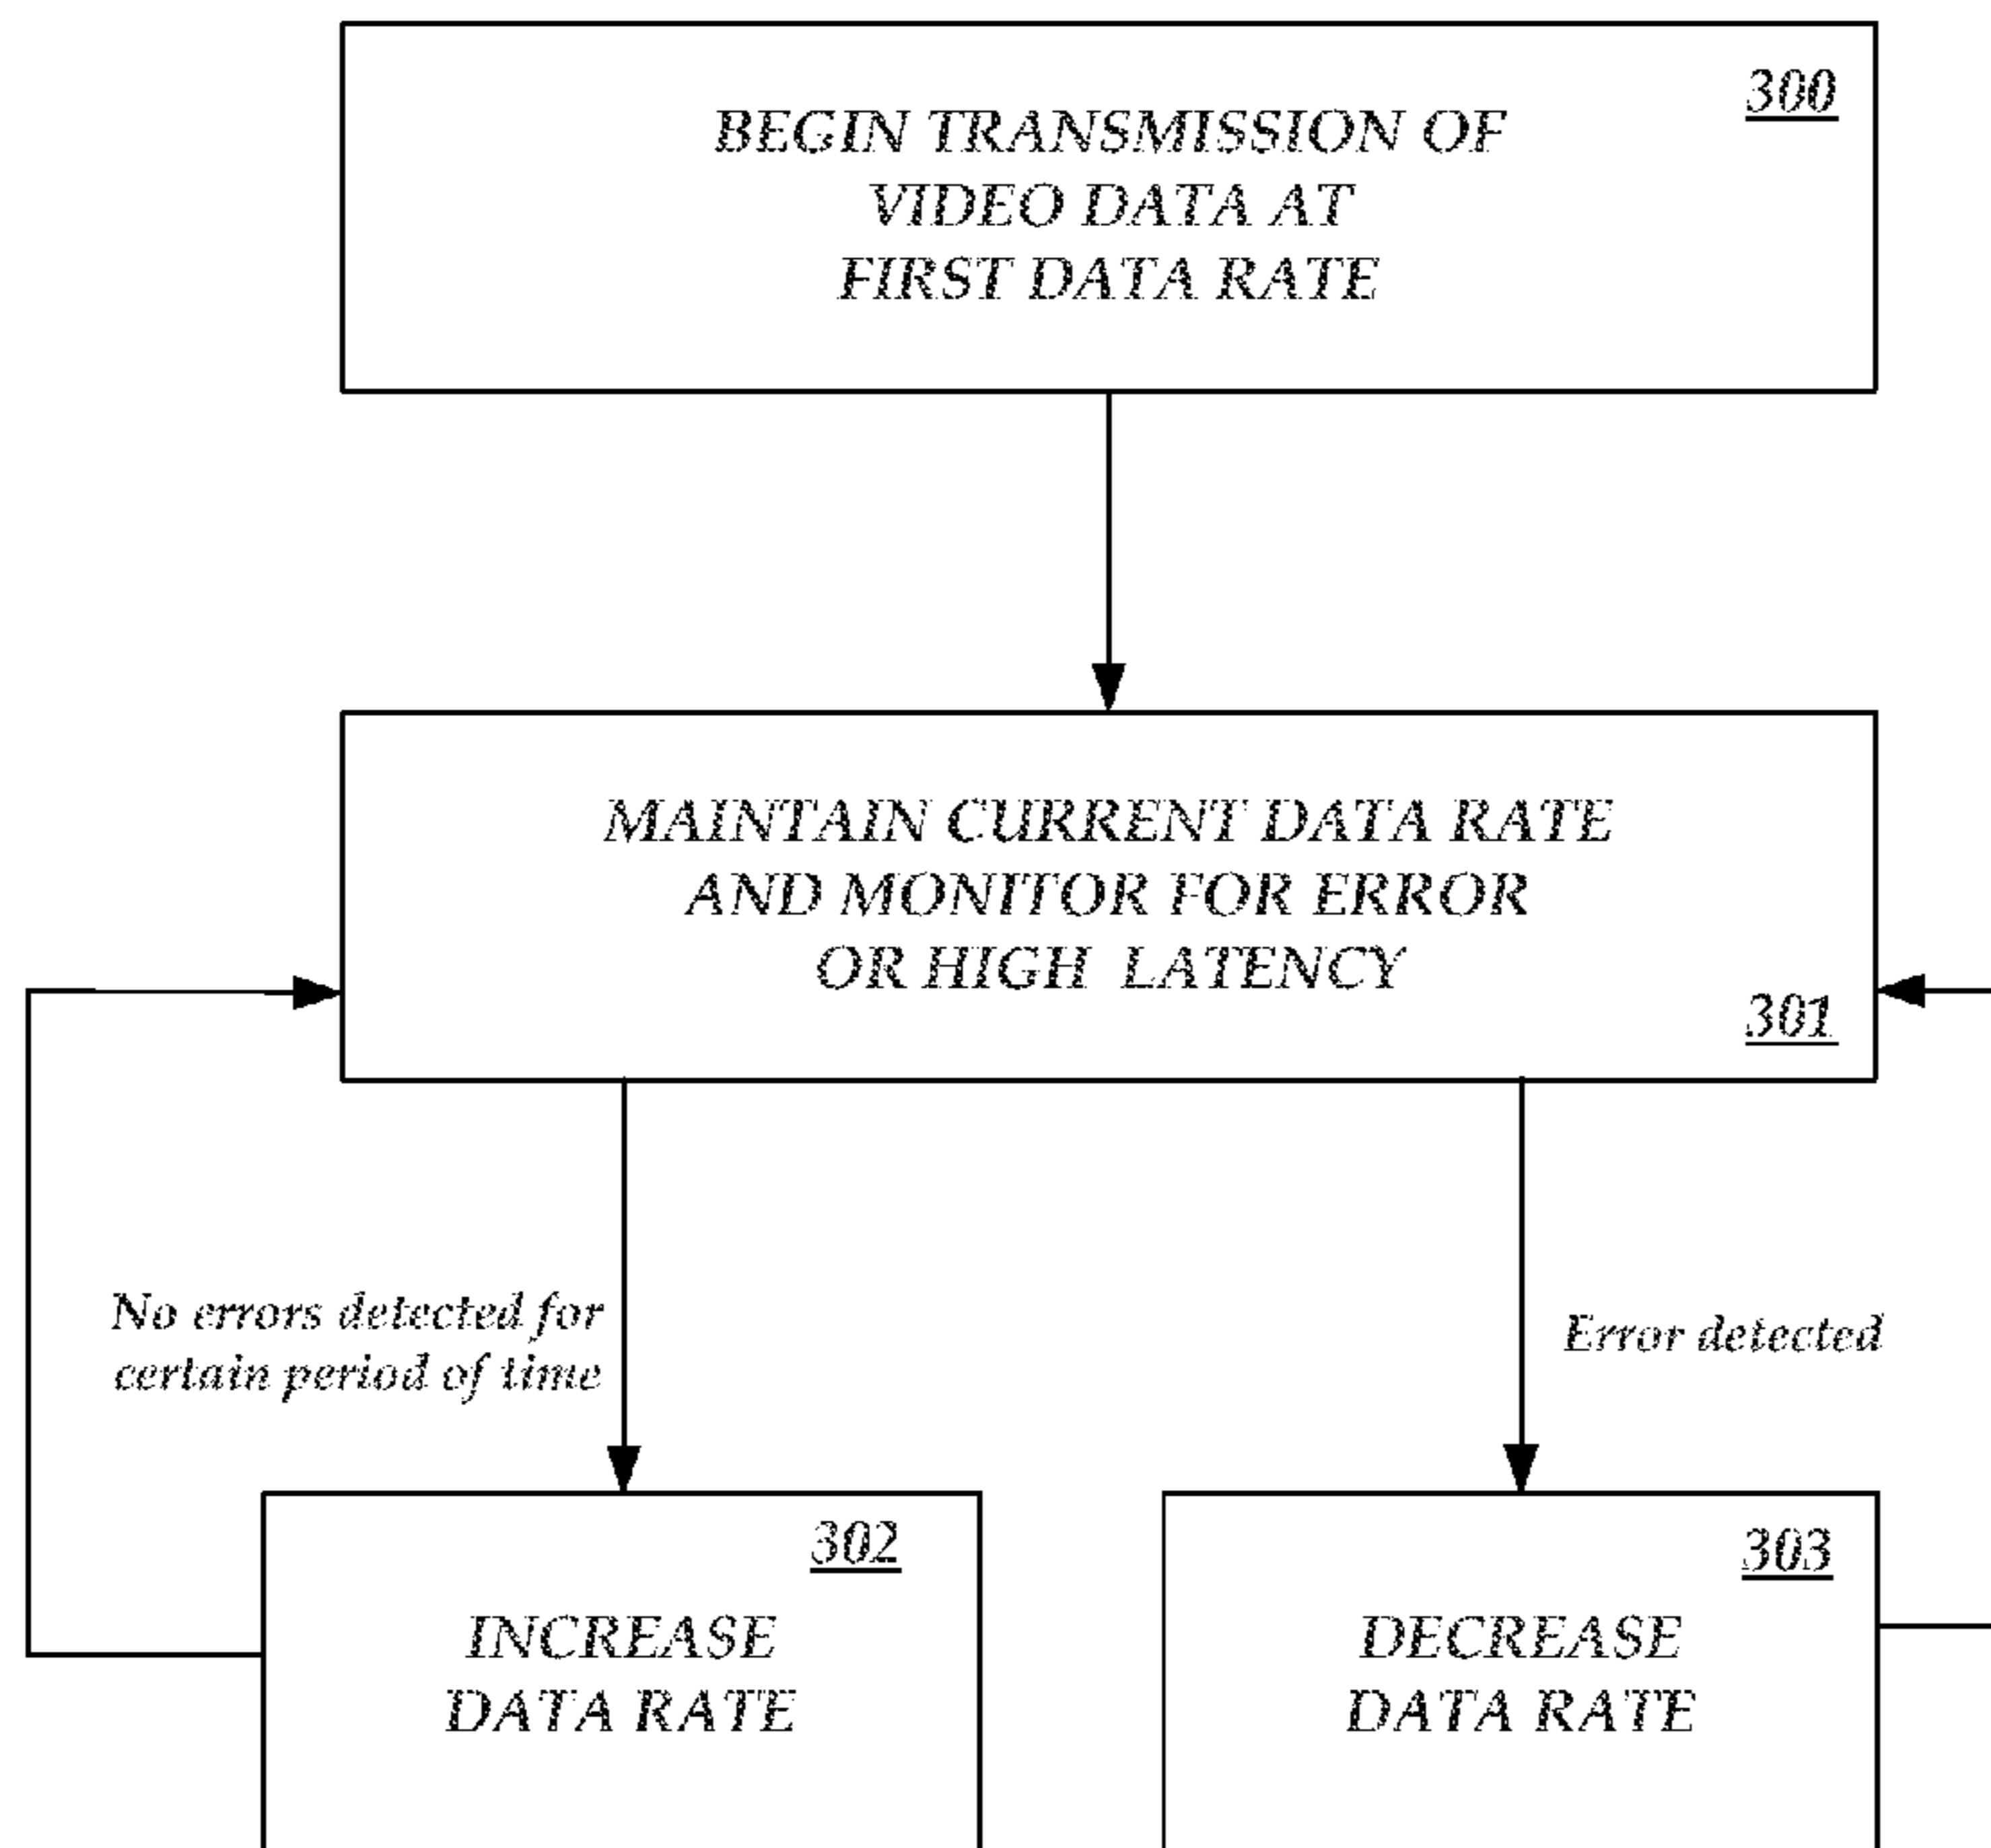 300
BEGIN TRANSMISSION OF
VIDEO DATA AT
FIRST DATA RATE
MAINTAIN CURRENT DATA RATE
AND MONITOR FOR ERROR
OR HIGH LATENCY
301
No errors detected for
certain period of time
Error detected
302
INCREASE
DATA RATE
303
DECREASE
DATA RATE